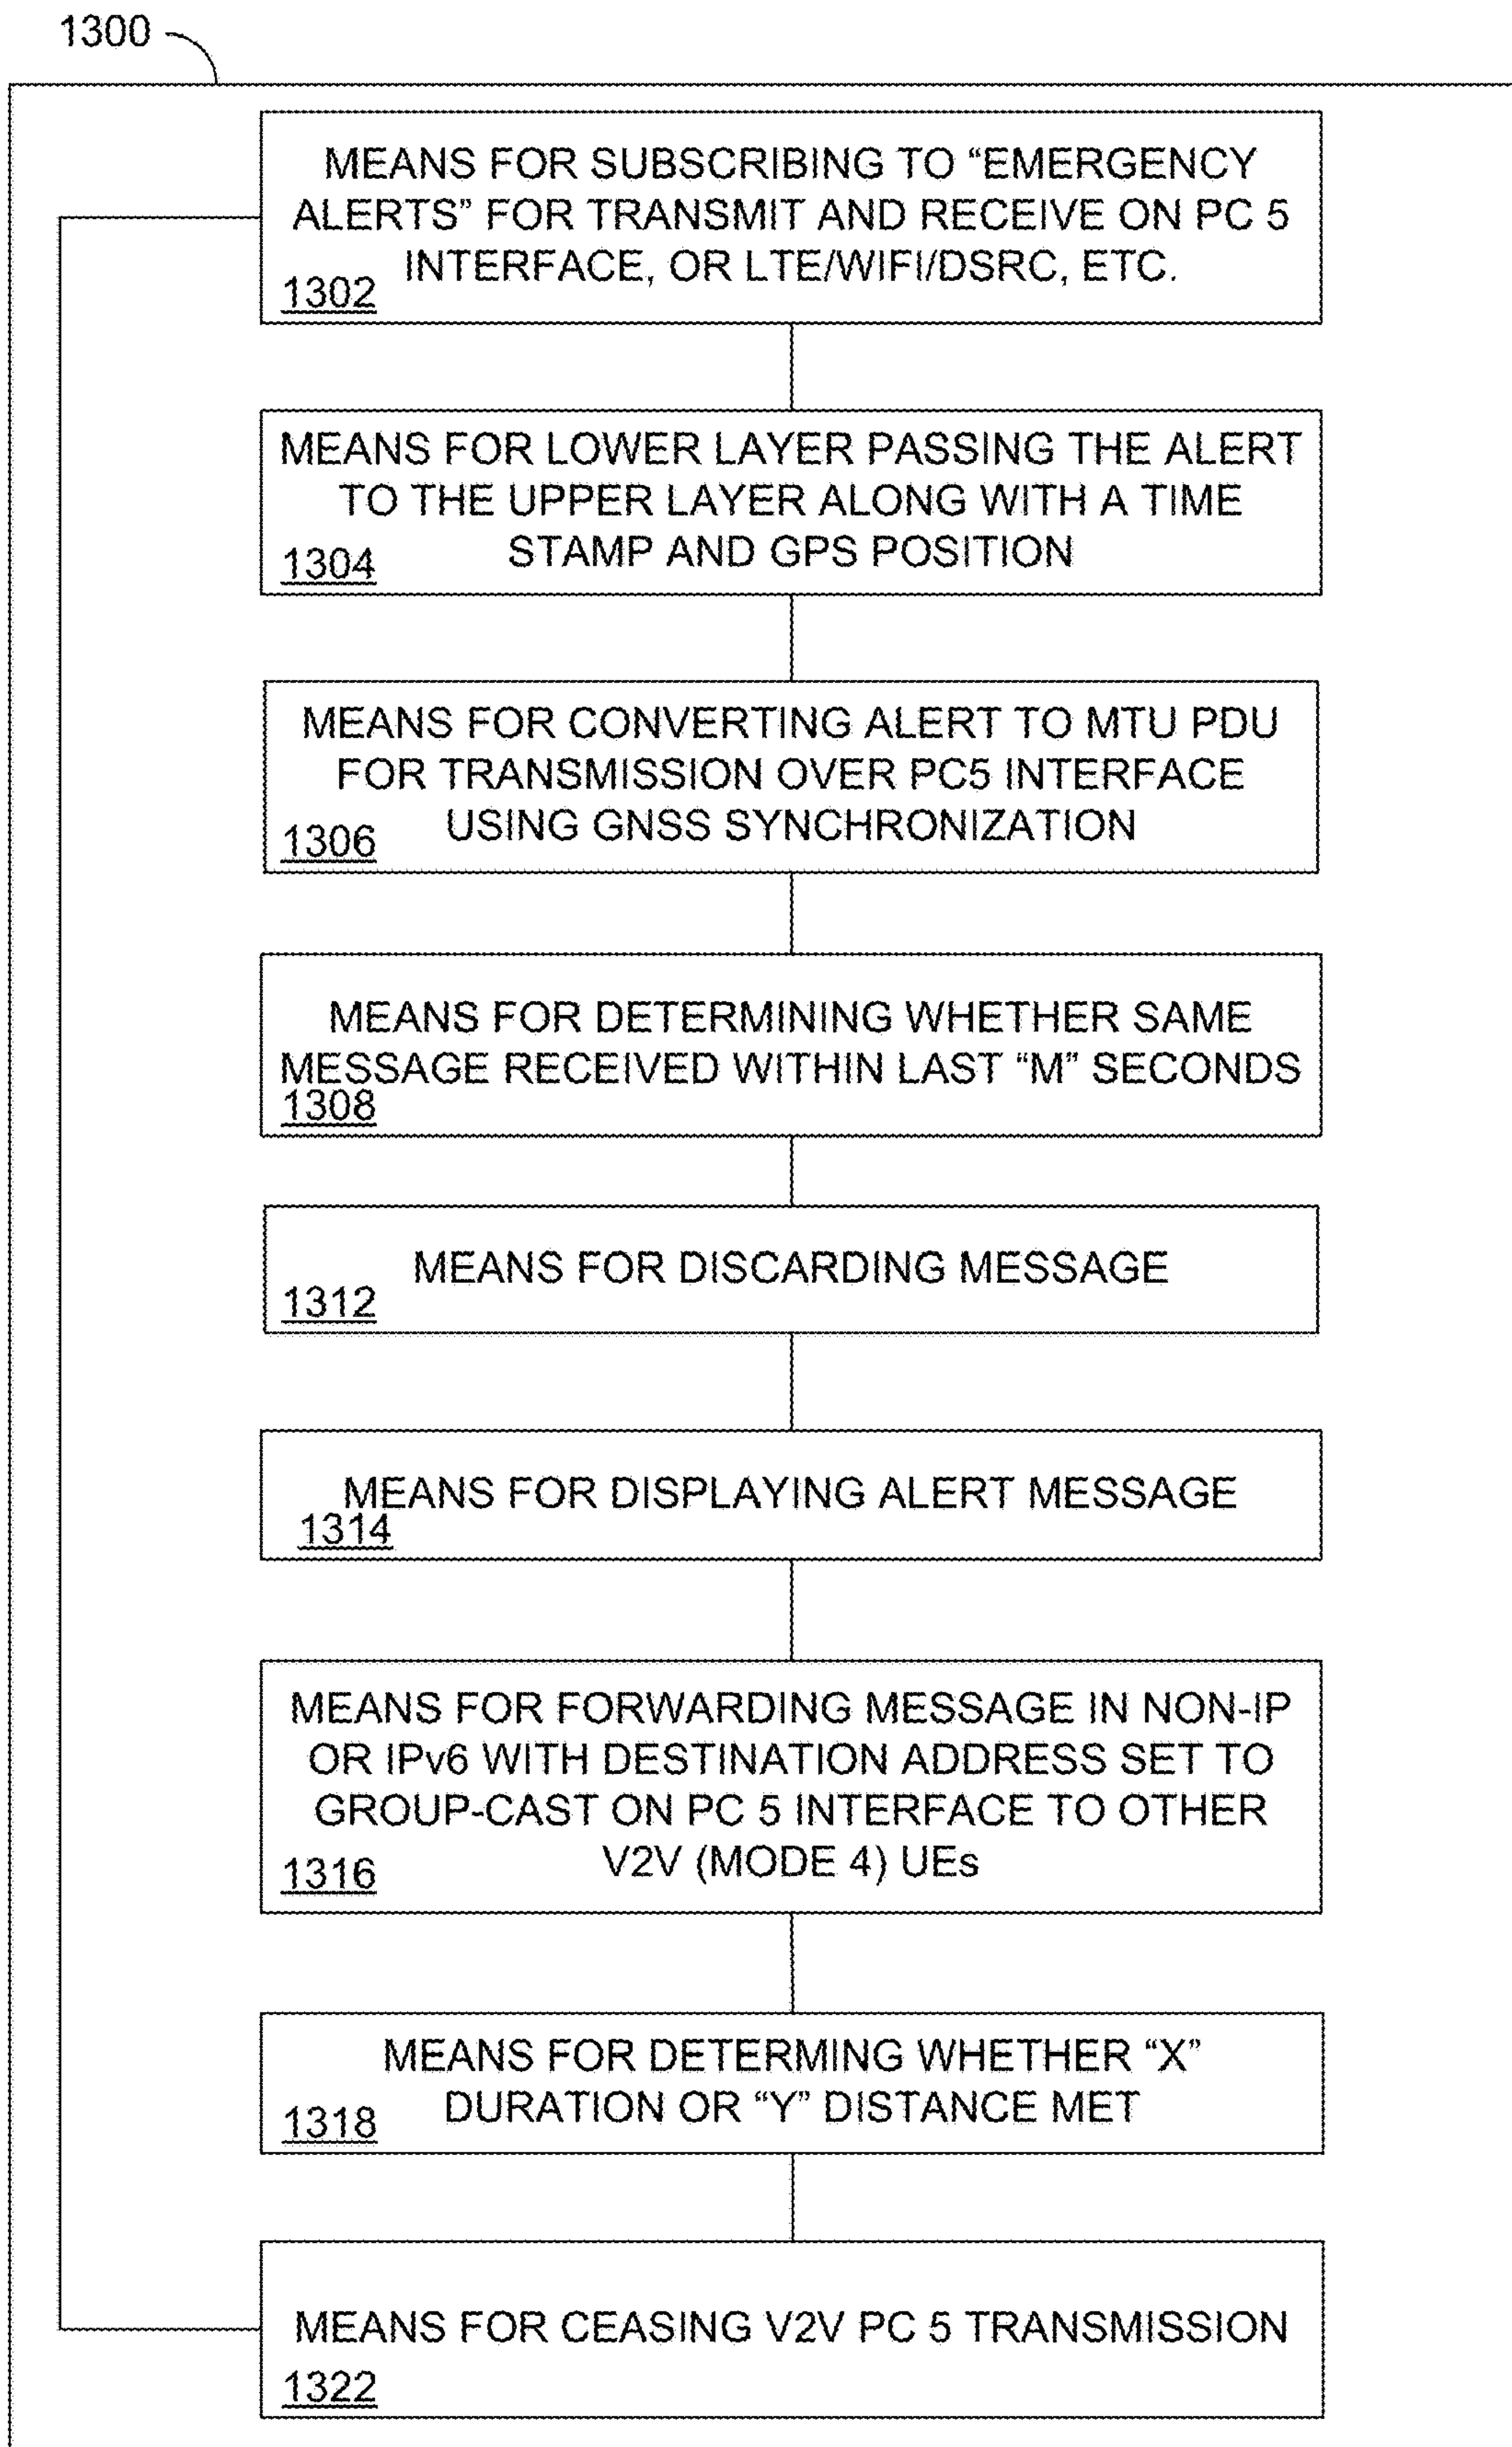 1300
MEANS FOR SUBSCRIBING TO “EMERGENCY
ALERTS” FOR TRANSMIT AND RECEIVE ON PC 5
INTERFACE, OR LTE/WIFI/DSRC, ETC.
1302
MEANS FOR LOWER LAYER PASSING THE ALERT
TO THE UPPER LAYER ALONG WITH A TIME
STAMP AND GPS POSITION
1304
MEANS FOR CONVERTING ALERT TO MTU PDU
FOR TRANSMISSION OVER PC5 INTERFACE
USING GNSS SYNCHRONIZATION
1306
MEANS FOR DETERMINING WHETHER SAME
MESSAGE RECEIVED WITHIN LAST “M” SECONDS
1308
MEANS FOR DISCARDING MESSAGE
1312
MEANS FOR DISPLAYING ALERT MESSAGE
1314
MEANS FOR FORWARDING MESSAGE IN NON-IP
OR IPv6 WITH DESTINATION ADDRESS SET TO
GROUP-CAST ON PC 5 INTERFACE TO OTHER
V2V (MODE 4) UEs
1316
MEANS FOR DETERMING WHETHER “X”
DURATION OR “Y” DISTANCE MET
1318
MEANS FOR CEASING V2V PC 5 TRANSMISSION
1322